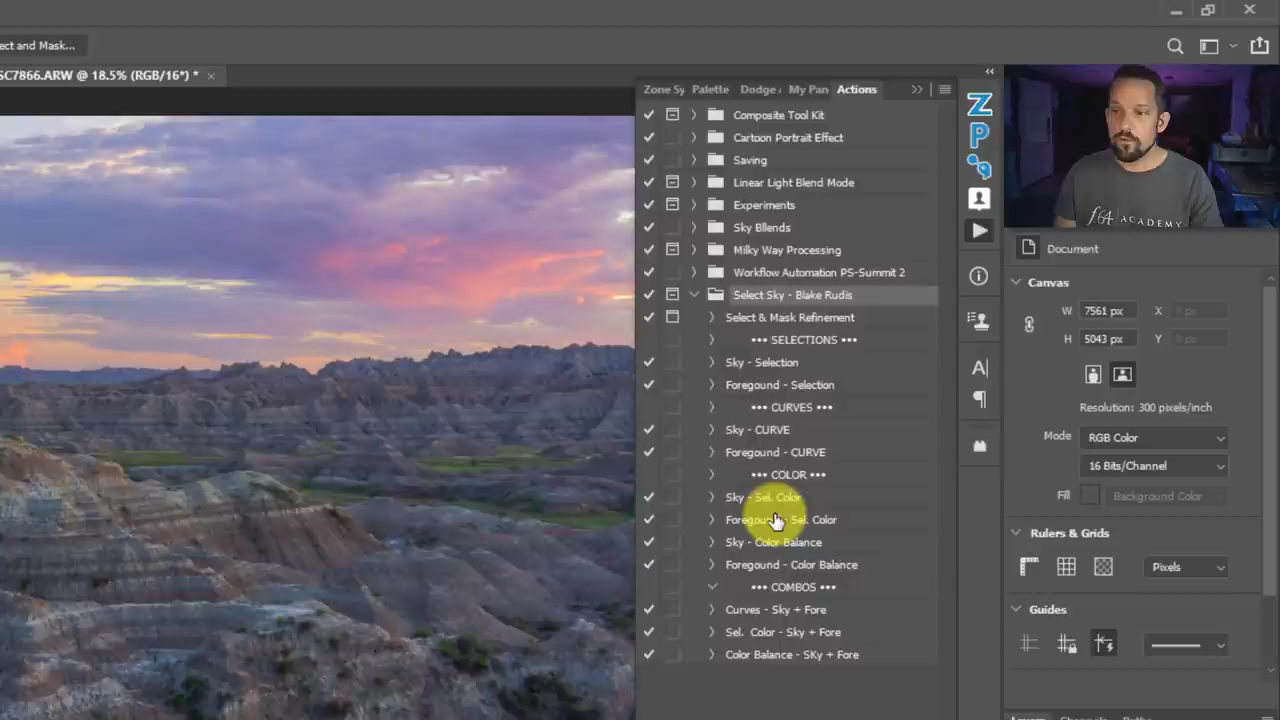 ect and Mask...
SC7866.ARW @ 18.5% (RGB/16*) * ×
Zone Sy Palette Dodge My Pan Actions
Composite Tool Kit
Cartoon Portrait Effect
Saving
Linear Light Blend Mode
Experiments
Sky Bllends
Milky Way Processing
Workflow Automation PS-Summit 2
Select Sky - Blake Rudis
Select & Mask Refinement
••• SELECTIONS •••
Sky - Selection
Foregound - Selection
••• CURVES •••
Sky - CURVE
Foregound - CURVE
••• COLOR •••
Sky - Sel. Color
Foregound - Sel. Color
Sky - Color Balance
Foregound - Color Balance
••• COMBOS •••
Curves - Sky + Fore
Sel. Color - Sky + Fore
Color Balance - SKy + Fore
f64 ACADEMY
Document
Canvas
W 7561 px X
H 5043 px Y
Resolution: 300 pixels/inch
Mode RGB Color
16 Bits/Channel
Fill Background Color
Rulers & Grids
Pixels
Guides